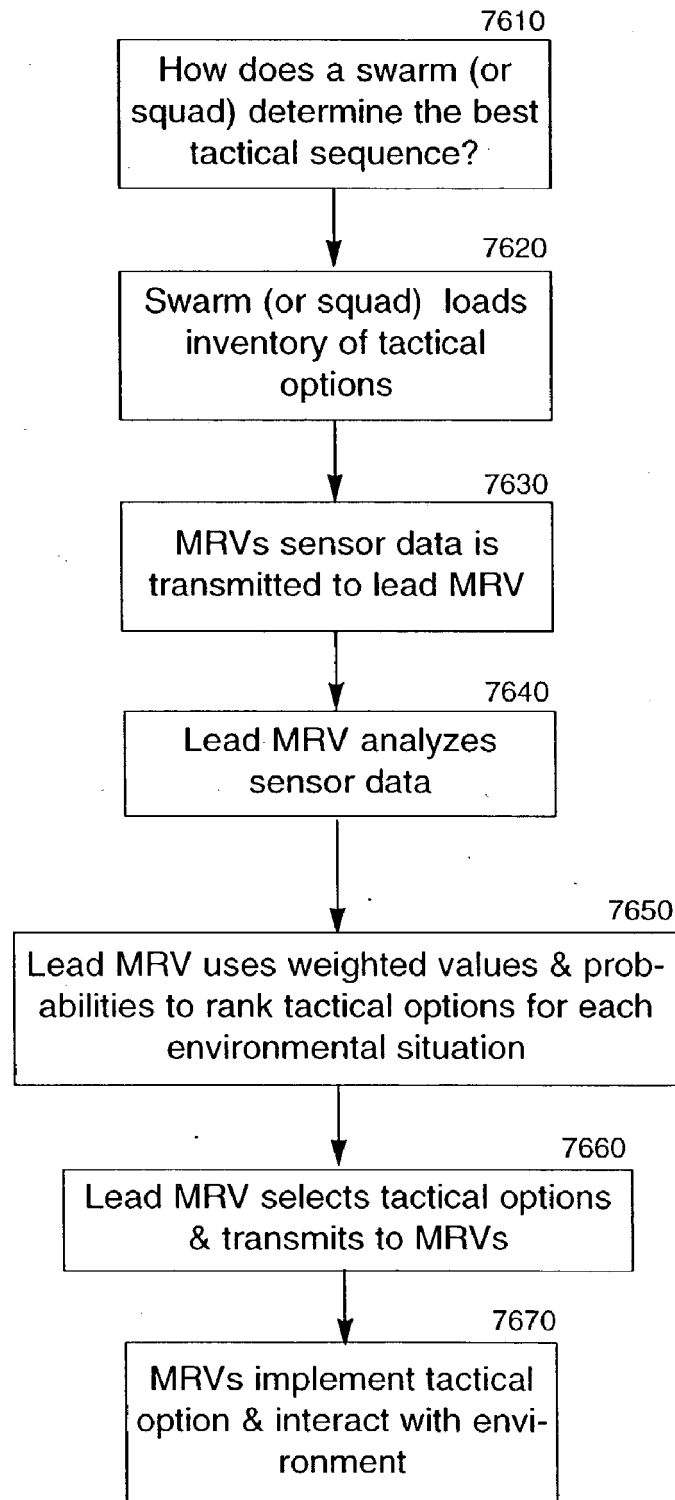 7610
How does a swarm (or
squad) determine the best
tactical sequence?
7620
Swarm (or squad) loads
inventory of tactical
options
7630
MRVs sensor data is
transmitted to lead MRV
7640
Lead MRV analyzes
sensor data
7650
Lead MRV uses weighted values & prob-
abilities to rank tactical options for each
environmental situation
7660
Lead MRV selects tactical options
& transmits to MRVs
7670
MRVs implement tactical
option & interact with envi-
ronment